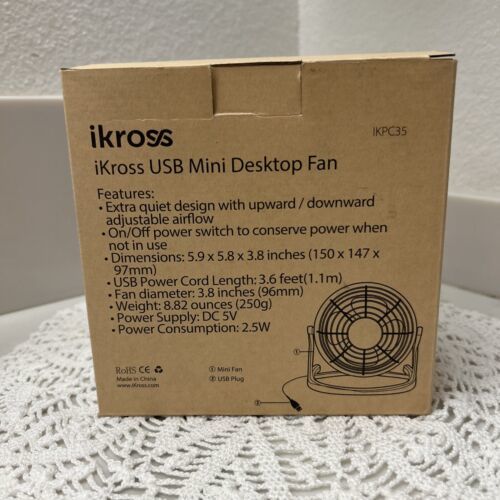 ikross
IKPC35
iKross USB Mini Desktop Fan
Features:
• Extra quiet design with upward / downward
adjustable airflow
• On/Off power switch to conserve power when
not in use
• Dimensions: 5.9 x 5.8 x 3.8 inches (150 x 147 x
97mm)
• USB Power Cord Length: 3.6 feet(1.1m)
• Fan diameter: 3.8 inches (96mm)
• Weight: 8.82 ounces (250g)
• Power Supply: DC 5V
• Power Consumption: 2.5W
RoHS CE
Made in China
www.iKross.com
① Mini Fan
② USB Plug
①
②